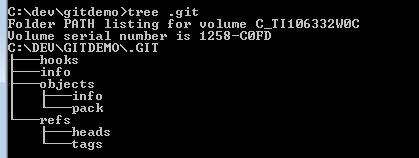 C:\dev\gitdemo>tree .git
Folder PATH listing for volume C_TI106332W0C
Volume serial number is 1258-C0FD
C:\DEV\GITDEMO\.GIT
├───hooks
├───info
├───objects
│   ├───info
│   └───pack
└───refs
    ├───heads
    └───tags